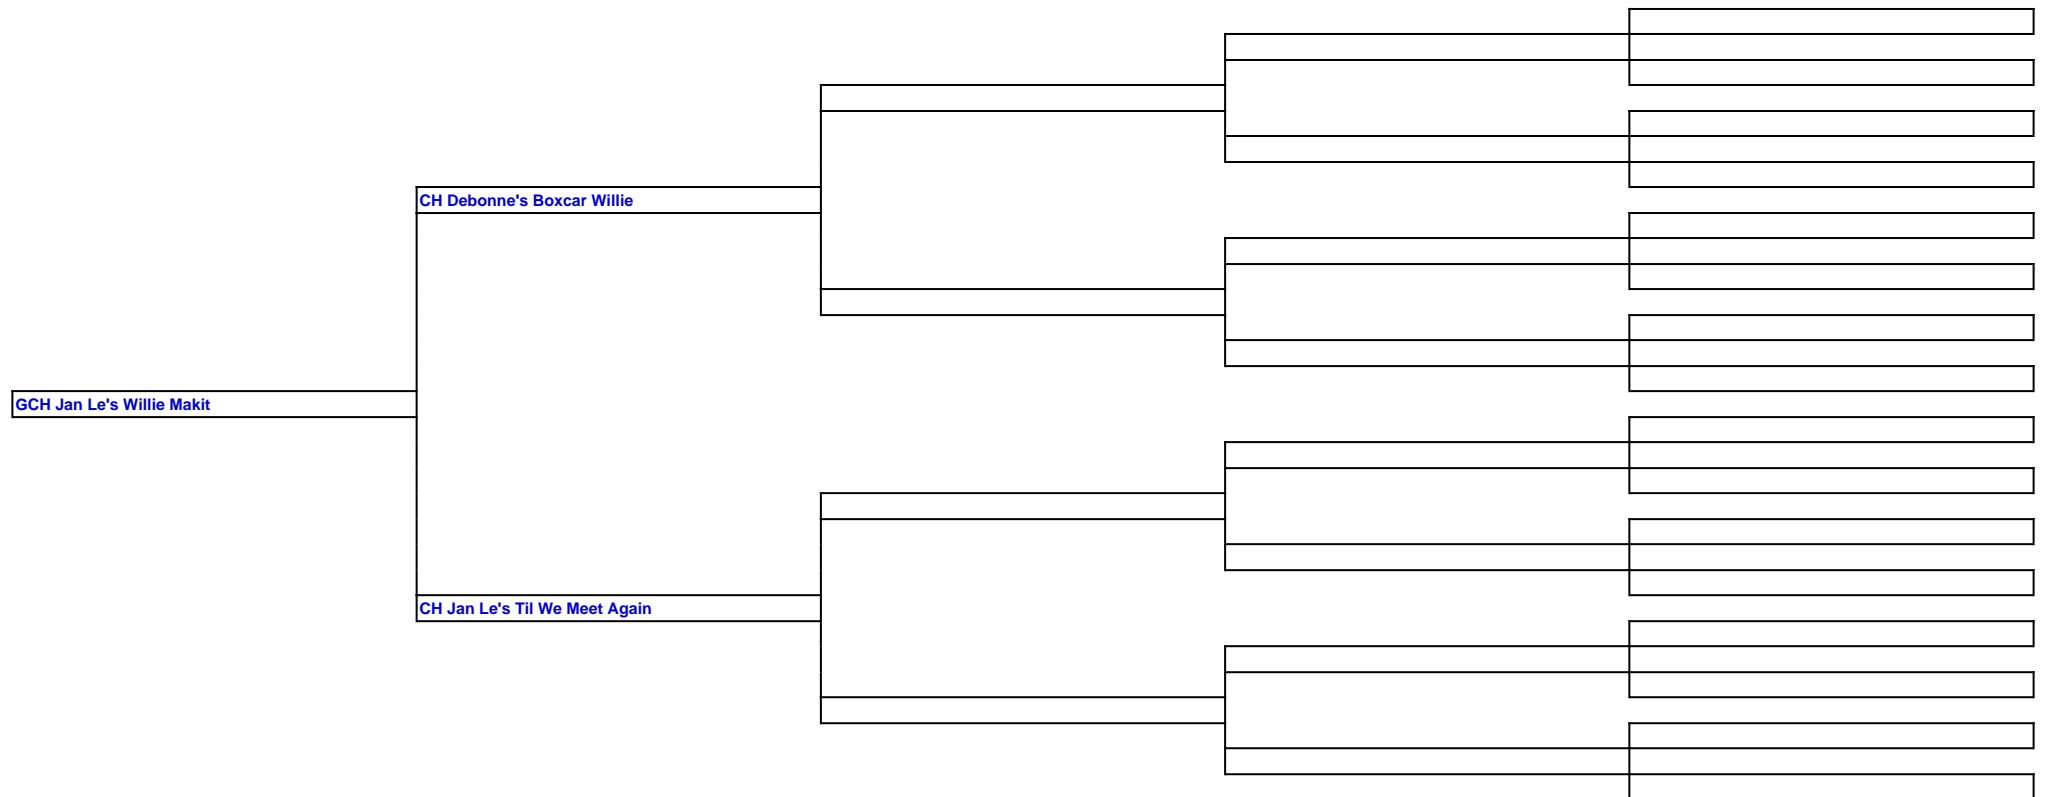 CH Debonne's Boxcar Willie
GCH Jan Le's Willie Makit
CH Jan Le's Til We Meet Again